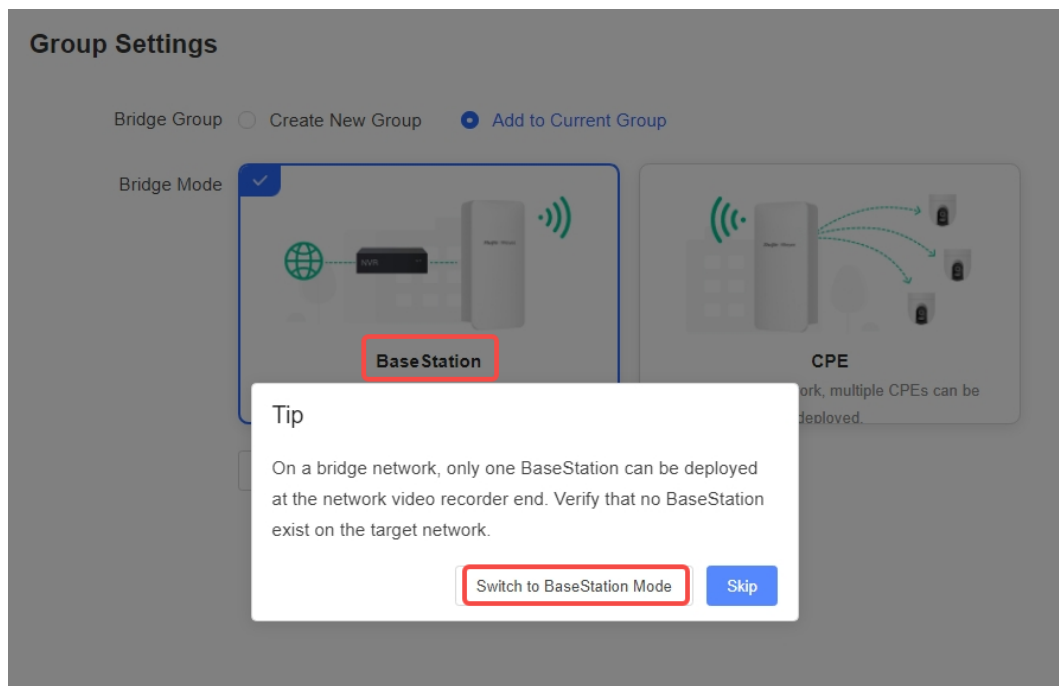 Group Settings
Bridge Group Create New Group Add to Current Group
Bridge Mode
NVR
BaseStation
CPE
ork, multiple CPEs can be
deployed.
Tip
On a bridge network, only one BaseStation can be deployed
at the network video recorder end. Verify that no BaseStation
exist on the target network.
Switch to BaseStation Mode Skip